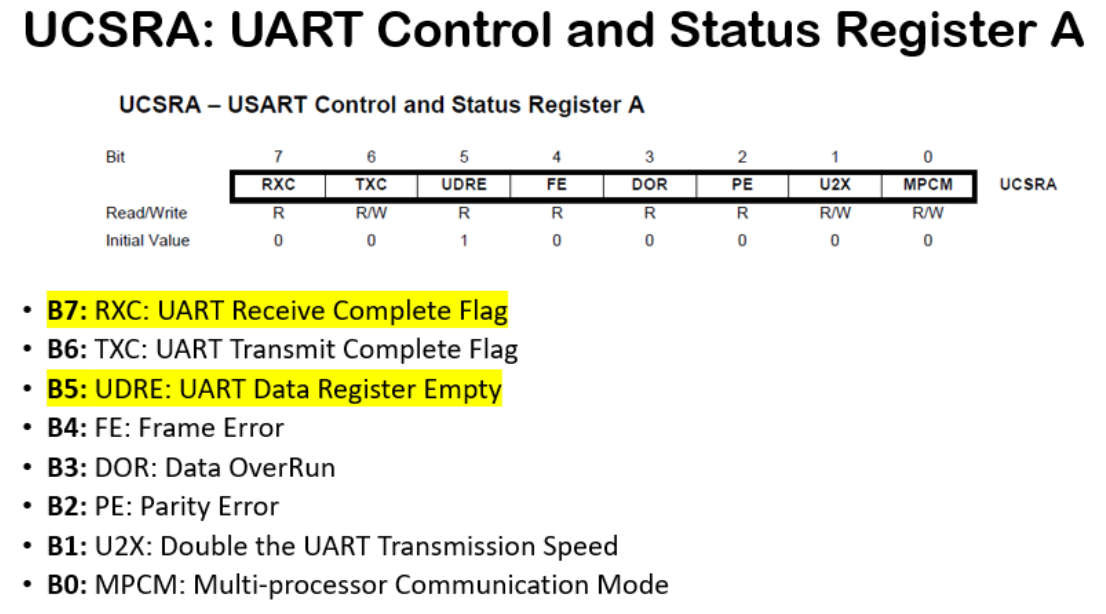 UCSRA: UART Control and Status Register A
UCSRA – USART Control and Status Register A
Bit 7 6 5 4 3 2 1 0
RXC TXC UDRE FE DOR PE U2X MPCM UCSRA
Read/Write R R/W R R R R R/W R/W
Initial Value 0 0 1 0 0 0 0 0
• B7: RXC: UART Receive Complete Flag
• B6: TXC: UART Transmit Complete Flag
• B5: UDRE: UART Data Register Empty
• B4: FE: Frame Error
• B3: DOR: Data OverRun
• B2: PE: Parity Error
• B1: U2X: Double the UART Transmission Speed
• B0: MPCM: Multi-processor Communication Mode